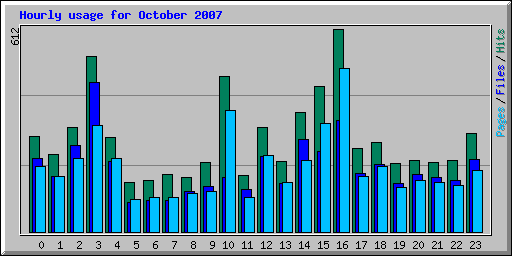 Hourly usage for October 2007
612
Pages / Files / Hits
0 1 2 3 4 5 6 7 8 9 10 11 12 13 14 15 16 17 18 19 20 21 22 23